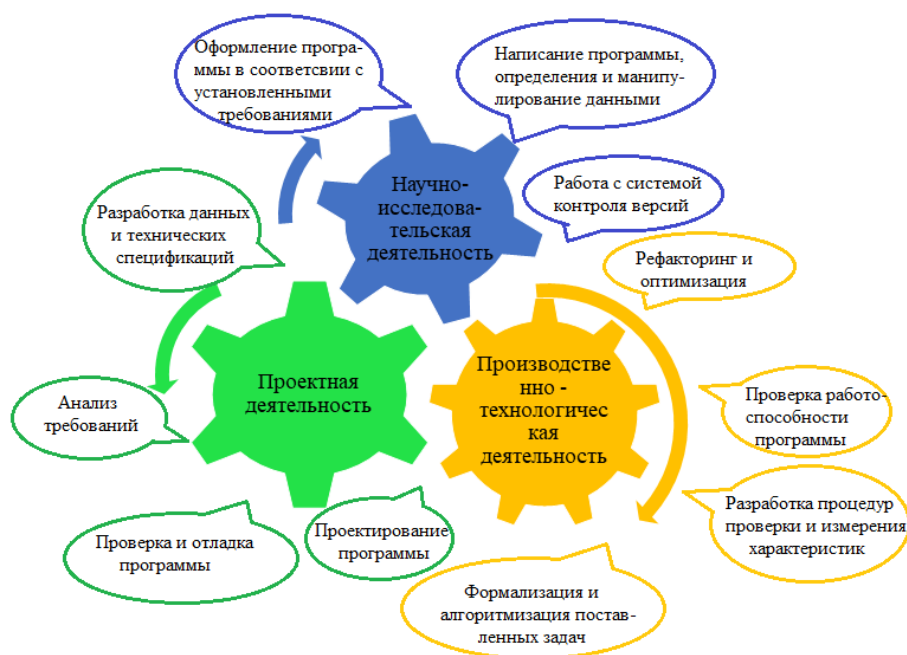 Оформление програ-
ммы в соответсвии с
установленными
требованиями
Написание программы,
определения и манипу-
лирование данными
Научно-
исследова-
тельская
деятельность
Работа с системой
контроля версий
Разработка данных
и технических
спецификаций
Рефакторинг и
оптимизация
Проектная
деятельность
Производстве
нно -
технологичес
кая
деятельность
Анализ
требований
Проверка работо-
способности
программы
Разработка процедур
проверки и измерения
характеристик
Проверка и отладка
программы
Проектирование
программы
Формализация и
алгоритмизация постав-
ленных задач